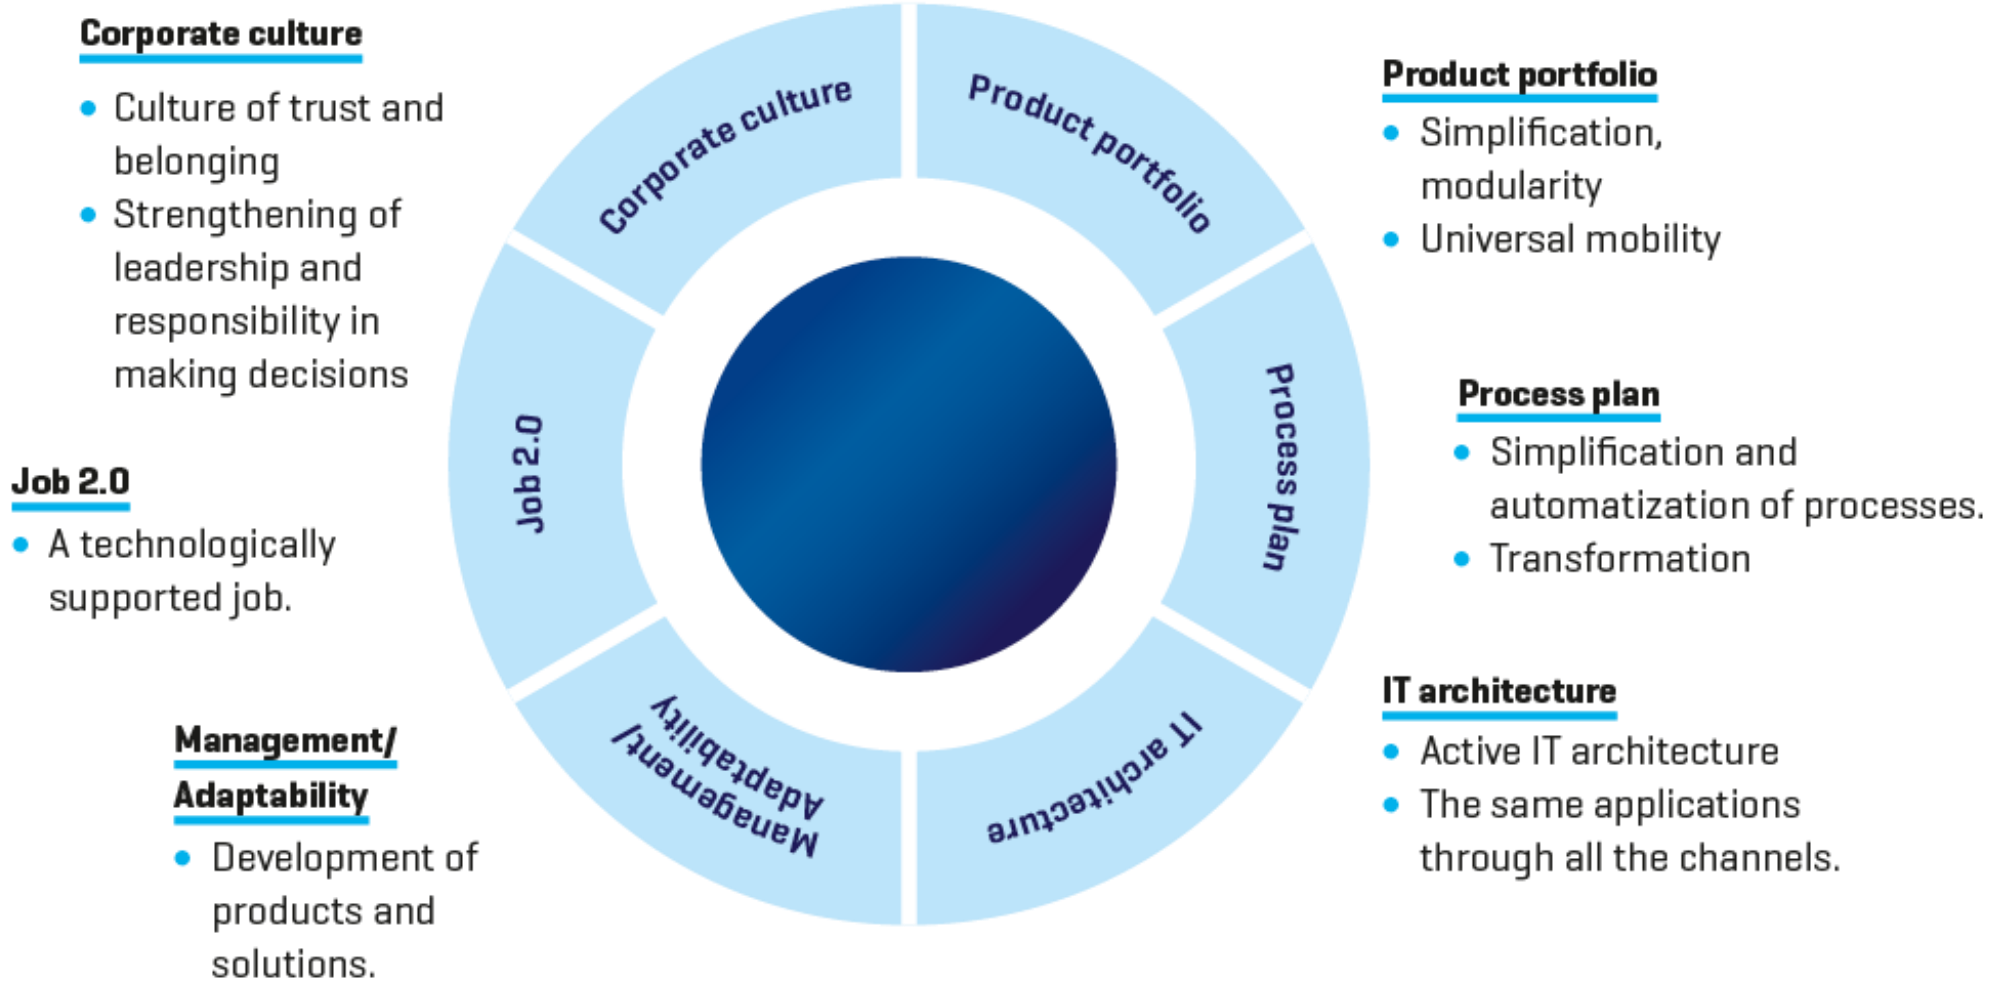 Corporate culture
Culture of trust and
belonging
Strengthening of
leadership and
responsibility in
making decisions
Job 2.0
A technologically
supported job.
Management/
Adaptability
Development of
products and
solutions.
Corporate culture
Product portfolio
Process plan
IT architecture
Management/
Adaptability
Job 2.0
Product portfolio
Simplification,
modularity
Universal mobility
Process plan
Simplification and
automatization of processes.
Transformation
IT architecture
Active IT architecture
The same applications
through all the channels.